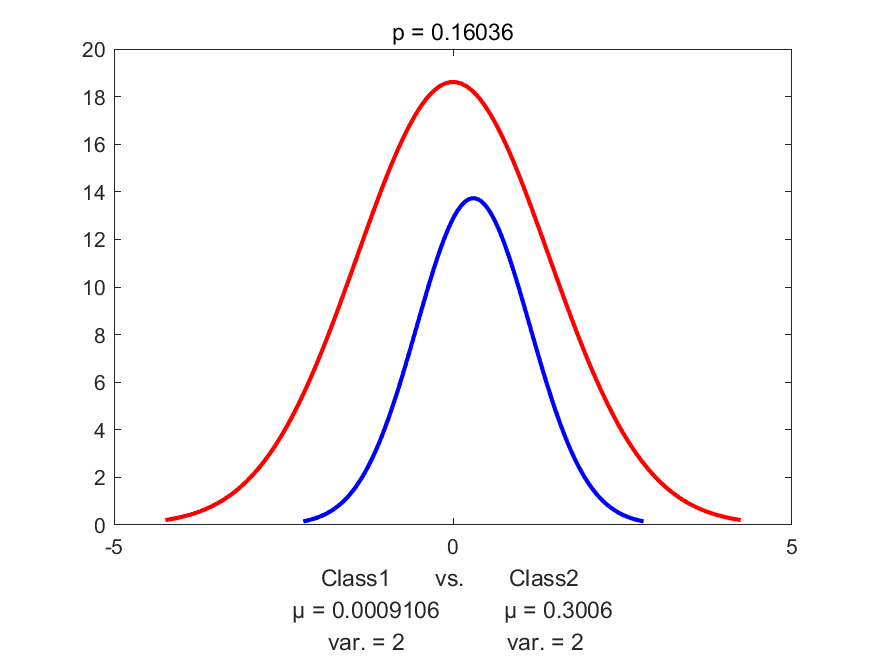 p = 0.16036
20
18
16
14
12
10
8
6
4
2
0
-5 0 5
Class1 vs. Class2
μ = 0.0009106 μ = 0.3006
var. = 2 var. = 2